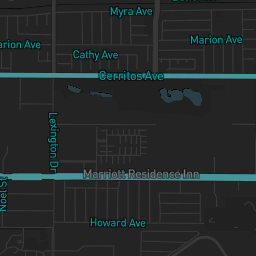 Myra Ave
Marion Ave
Marion Ave
Cathy Ave
Cerritos Ave
Lexington Dr
Marriott Residence Inn
Noel St
Howard Ave